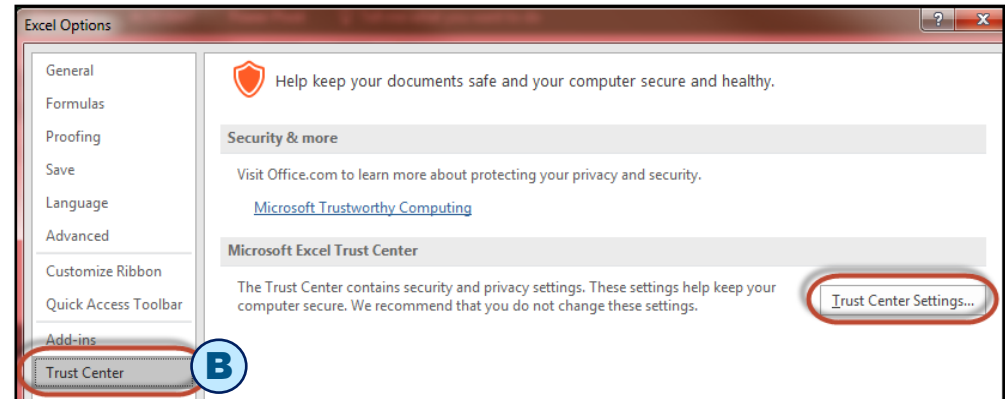 Excel Options
?
X
General
Formulas
Proofing
Save
Language
Advanced
Customize Ribbon
Quick Access Toolbar
Add-ins
Trust Center
B
Help keep your documents safe and your computer secure and healthy.
Security & more
Visit Office.com to learn more about protecting your privacy and security.
Microsoft Trustworthy Computing
Microsoft Excel Trust Center
The Trust Center contains security and privacy settings. These settings help keep your
computer secure. We recommend that you do not change these settings.
Trust Center Settings...